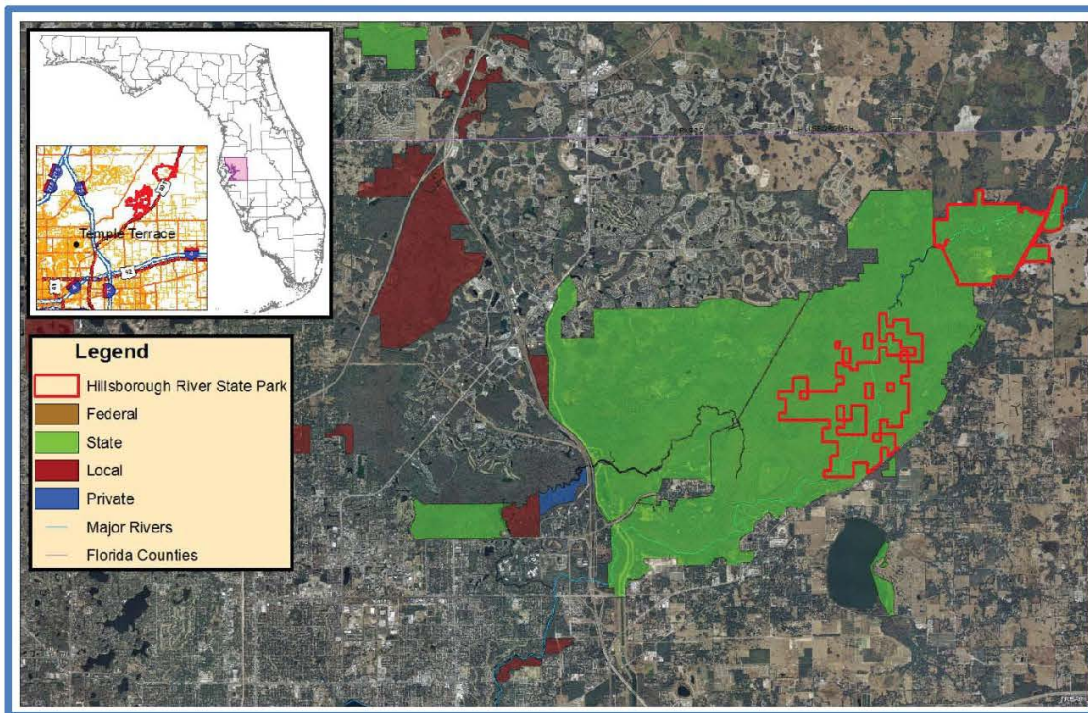 Temple Terrace
Legend
Hillsborough River State Park
Federal
State
Local
Private
Major Rivers
Florida Counties